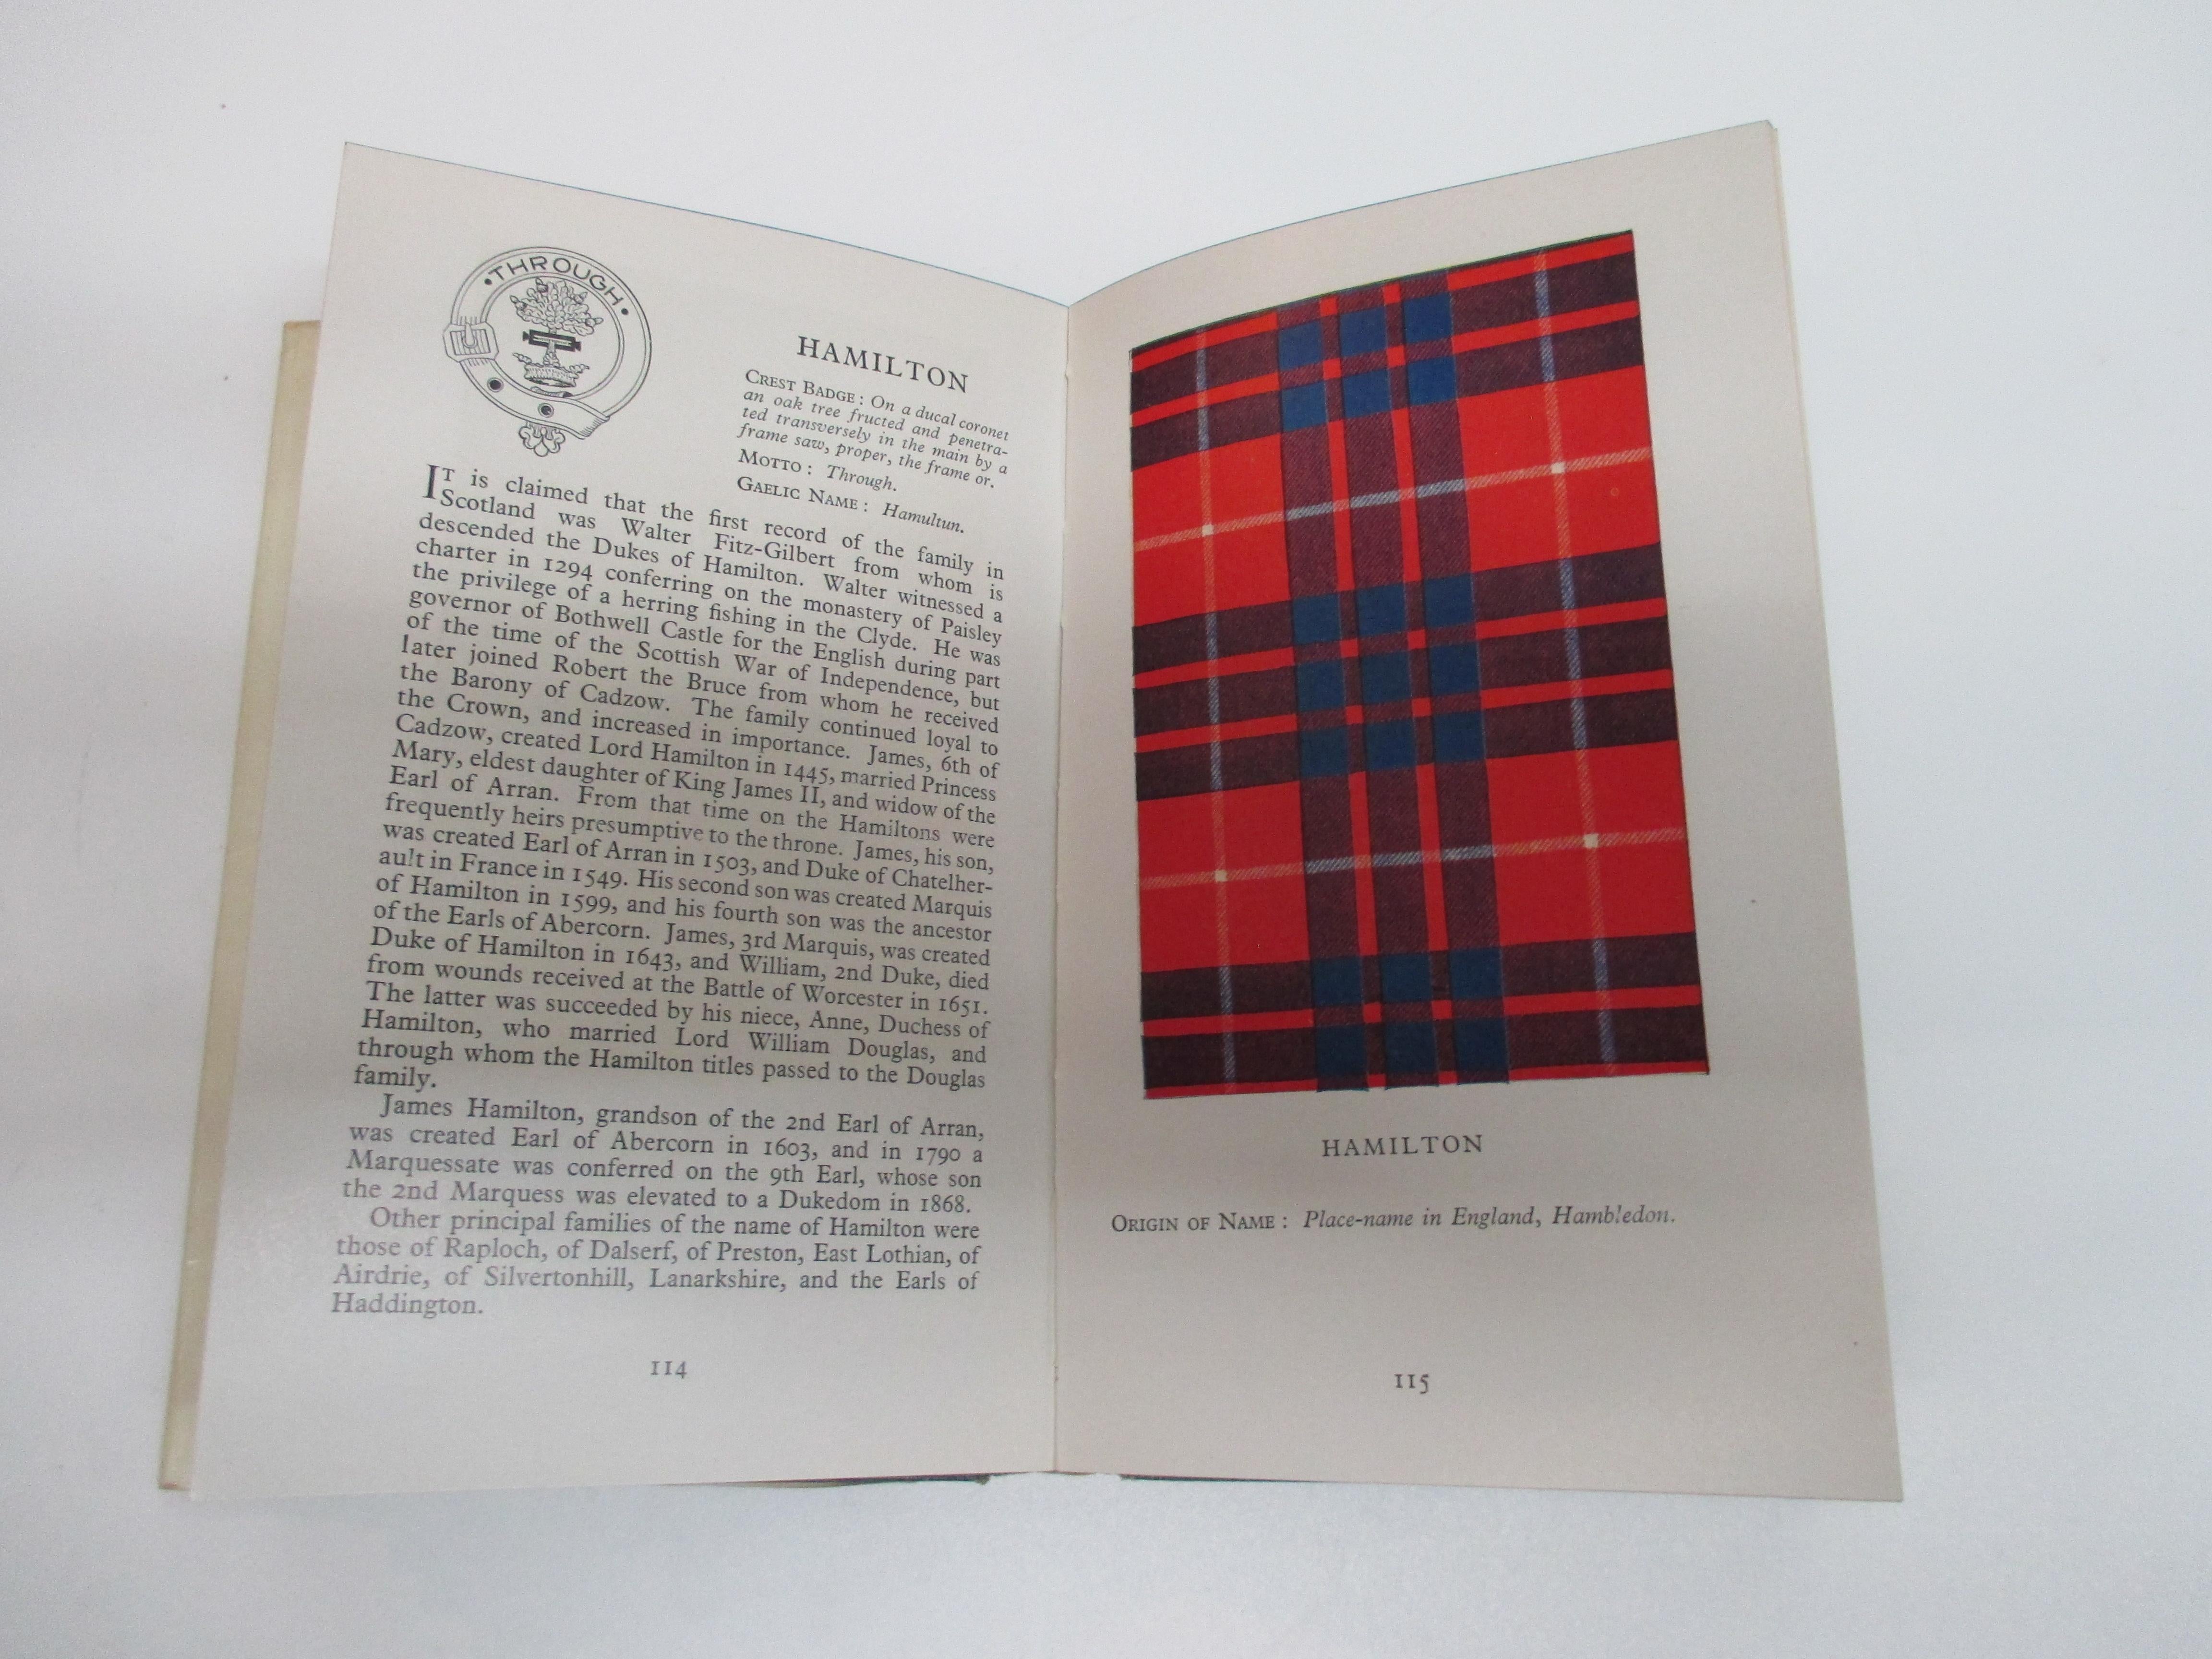 •THROUGH•
HAMILTON
CREST BADGE: On a ducal coronet
an oak tree fructed and penetra-
ted transversely in the main by a
frame saw, proper, the frame or.
MOTTO: Through.
GAELIC NAME: Hamultun.
IT is claimed that the first record of the family in
Scotland was Walter Fitz-Gilbert from whom is
descended the Dukes of Hamilton. Walter witnessed a
charter in 1294 conferring on the monastery of Paisley
the privilege of a herring fishing in the Clyde. He was
governor of Bothwell Castle for the English during part
of the time of the Scottish War of Independence, but
later joined Robert the Bruce from whom he received
the Barony of Cadzow. The family continued loyal to
the Crown, and increased in importance. James, 6th of
Cadzow, created Lord Hamilton in 1445, married Princess
Mary, eldest daughter of King James II, and widow of the
Earl of Arran. From that time on the Hamiltons were
frequently heirs presumptive to the throne. James, his son,
was created Earl of Arran in 1503, and Duke of Chatelher-
ault in France in 1549. His second son was created Marquis
of Hamilton in 1599, and his fourth son was the ancestor
of the Earls of Abercorn. James, 3rd Marquis, was created
Duke of Hamilton in 1643, and William, 2nd Duke, died
from wounds received at the Battle of Worcester in 1651.
The latter was succeeded by his niece, Anne, Duchess of
Hamilton, who married Lord William Douglas, and
through whom the Hamilton titles passed to the Douglas
family.
James Hamilton, grandson of the 2nd Earl of Arran,
was created Earl of Abercorn in 1603, and in 1790 a
Marquessate was conferred on the 9th Earl, whose son
the 2nd Marquess was elevated to a Dukedom in 1868.
Other principal families of the name of Hamilton were
those of Raploch, of Dalserf, of Preston, East Lothian, of
Airdrie, of Silvertonhill, Lanarkshire, and the Earls of
Haddington.
114
HAMILTON
ORIGIN OF NAME: Place-name in England, Hambledon.
115